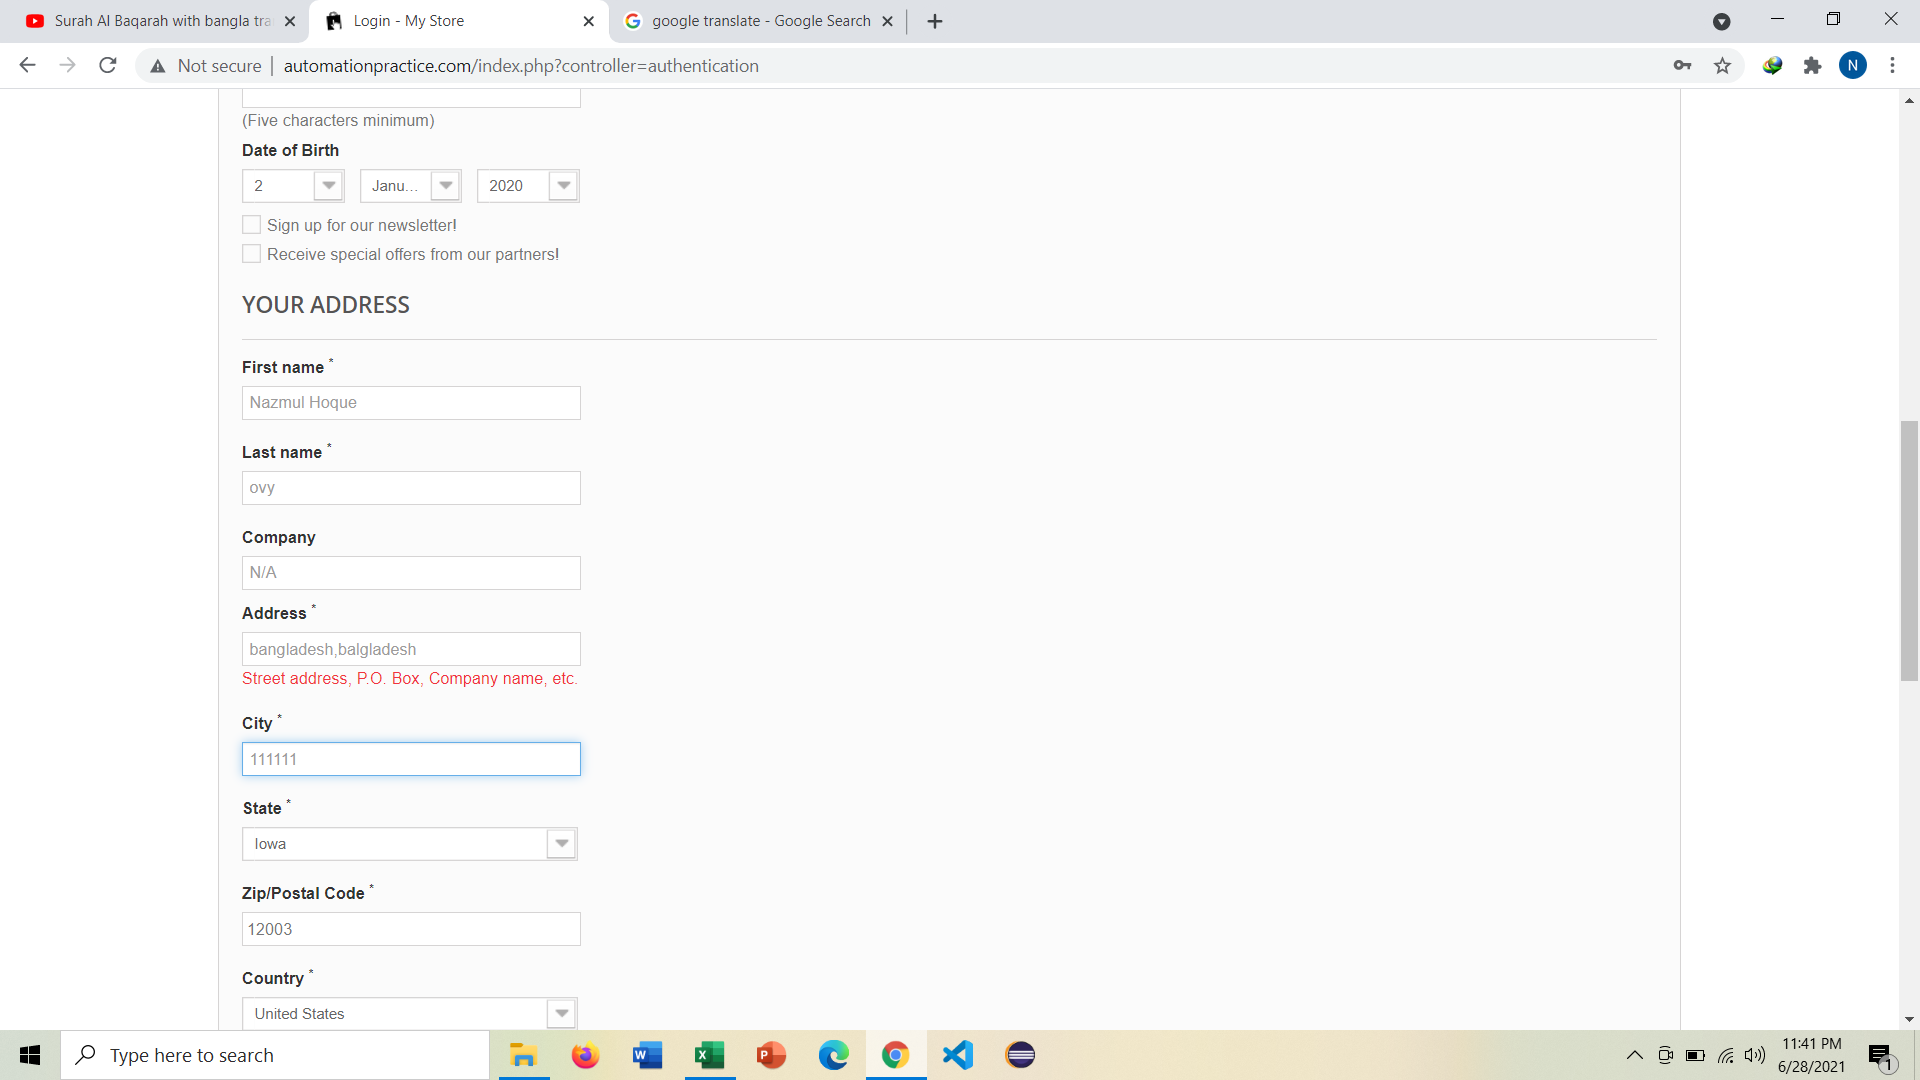 Surah Al Baqarah with bangla tra
Login - My Store
google translate - Google Search
Not secure
automationpractice.com/index.php?controller=authentication
N
(Five characters minimum)
Date of Birth
2
Janu...
2020
Sign up for our newsletter!
Receive special offers from our partners!
YOUR ADDRESS
First name *
Nazmul Hoque
Last name *
ovy
Company
N/A
Address *
bangladesh,balgladesh
Street address, P.O. Box, Company name, etc.
City *
111111
State *
Iowa
Zip/Postal Code *
12003
Country *
United States
Type here to search
11:41 PM
6/28/2021
1